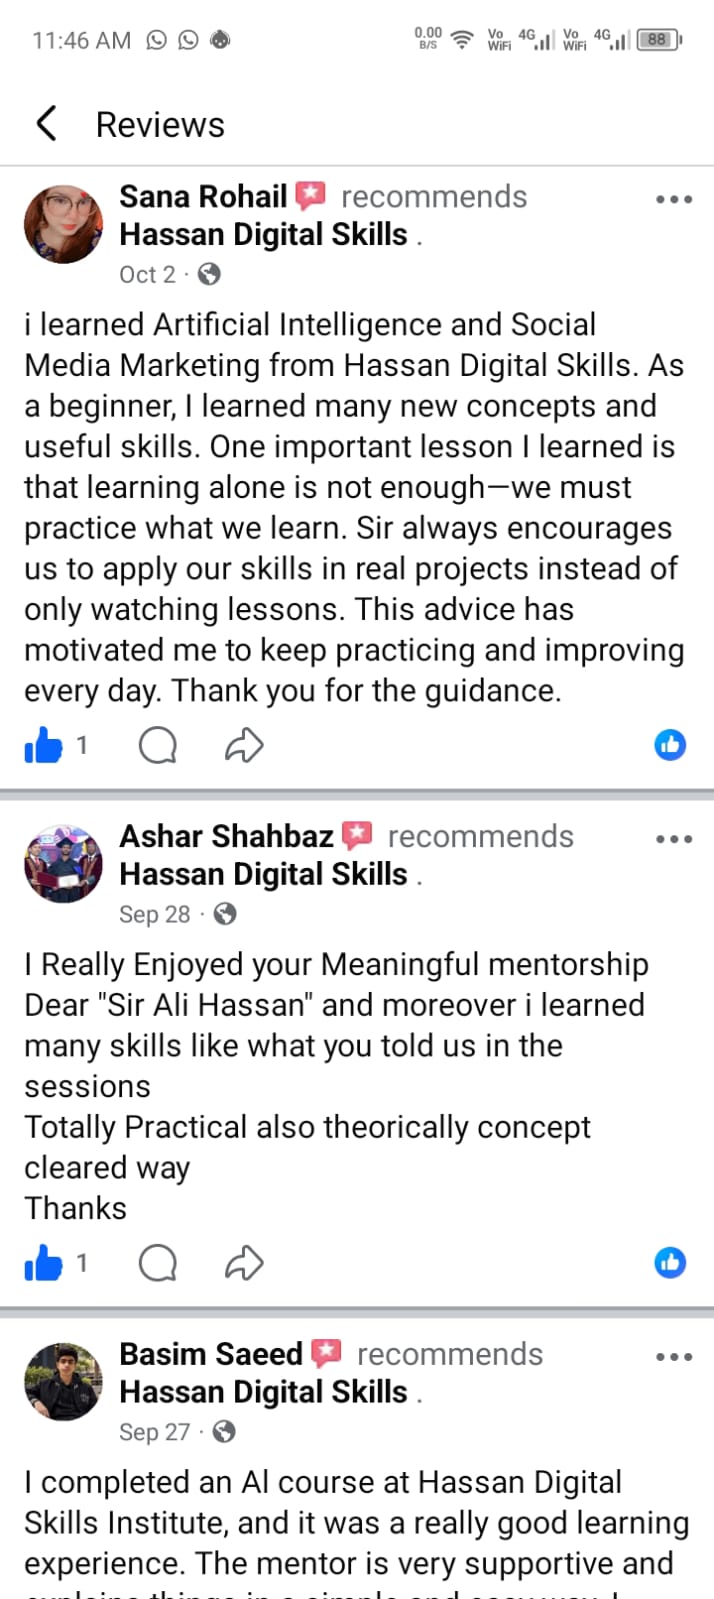 11:46 AM
0.00 B/S Vo WiFi 4G Vo WiFi 4G 88
Reviews
Sana Rohail recommends
Hassan Digital Skills .
Oct 2 ·
i learned Artificial Intelligence and Social
Media Marketing from Hassan Digital Skills. As
a beginner, I learned many new concepts and
useful skills. One important lesson I learned is
that learning alone is not enough—we must
practice what we learn. Sir always encourages
us to apply our skills in real projects instead of
only watching lessons. This advice has
motivated me to keep practicing and improving
every day. Thank you for the guidance.
1
Ashar Shahbaz recommends
Hassan Digital Skills .
Sep 28 ·
I Really Enjoyed your Meaningful mentorship
Dear "Sir Ali Hassan" and moreover i learned
many skills like what you told us in the
sessions
Totally Practical also theorically concept
cleared way
Thanks
1
Basim Saeed recommends
Hassan Digital Skills .
Sep 27 ·
I completed an AI course at Hassan Digital
Skills Institute, and it was a really good learning
experience. The mentor is very supportive and